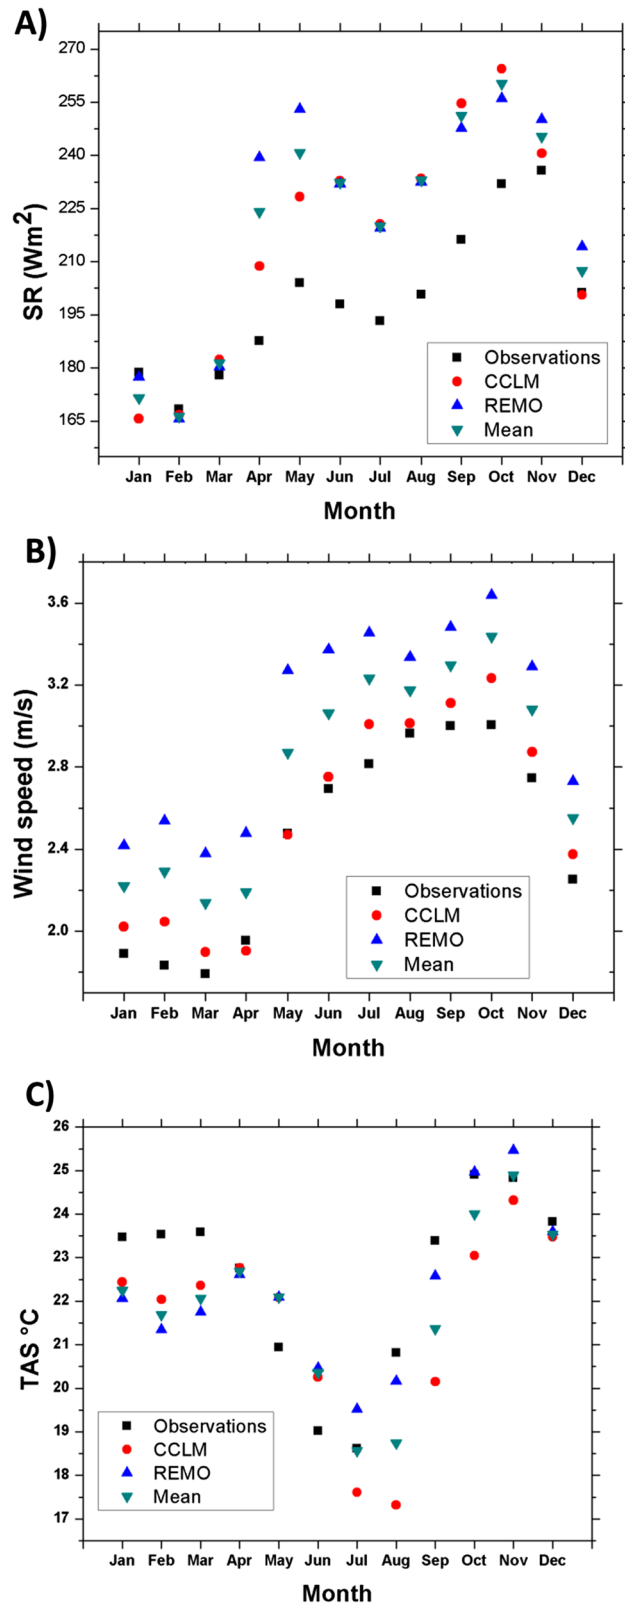 A)
270
255
240
225
210
195
180
165
SR (Wm2)
Observations
CCLM
REMO
Mean
Jan Feb Mar Apr May Jun Jul Aug Sep Oct Nov Dec
Month
B)
3.6
3.2
2.8
2.4
2.0
Wind speed (m/s)
Observations
CCLM
REMO
Mean
Jan Feb Mar Apr May Jun Jul Aug Sep Oct Nov Dec
Month
C)
26
25
24
23
22
21
20
19
18
17
TAS °C
Observations
CCLM
REMO
Mean
Jan Feb Mar Apr May Jun Jul Aug Sep Oct Nov Dec
Month